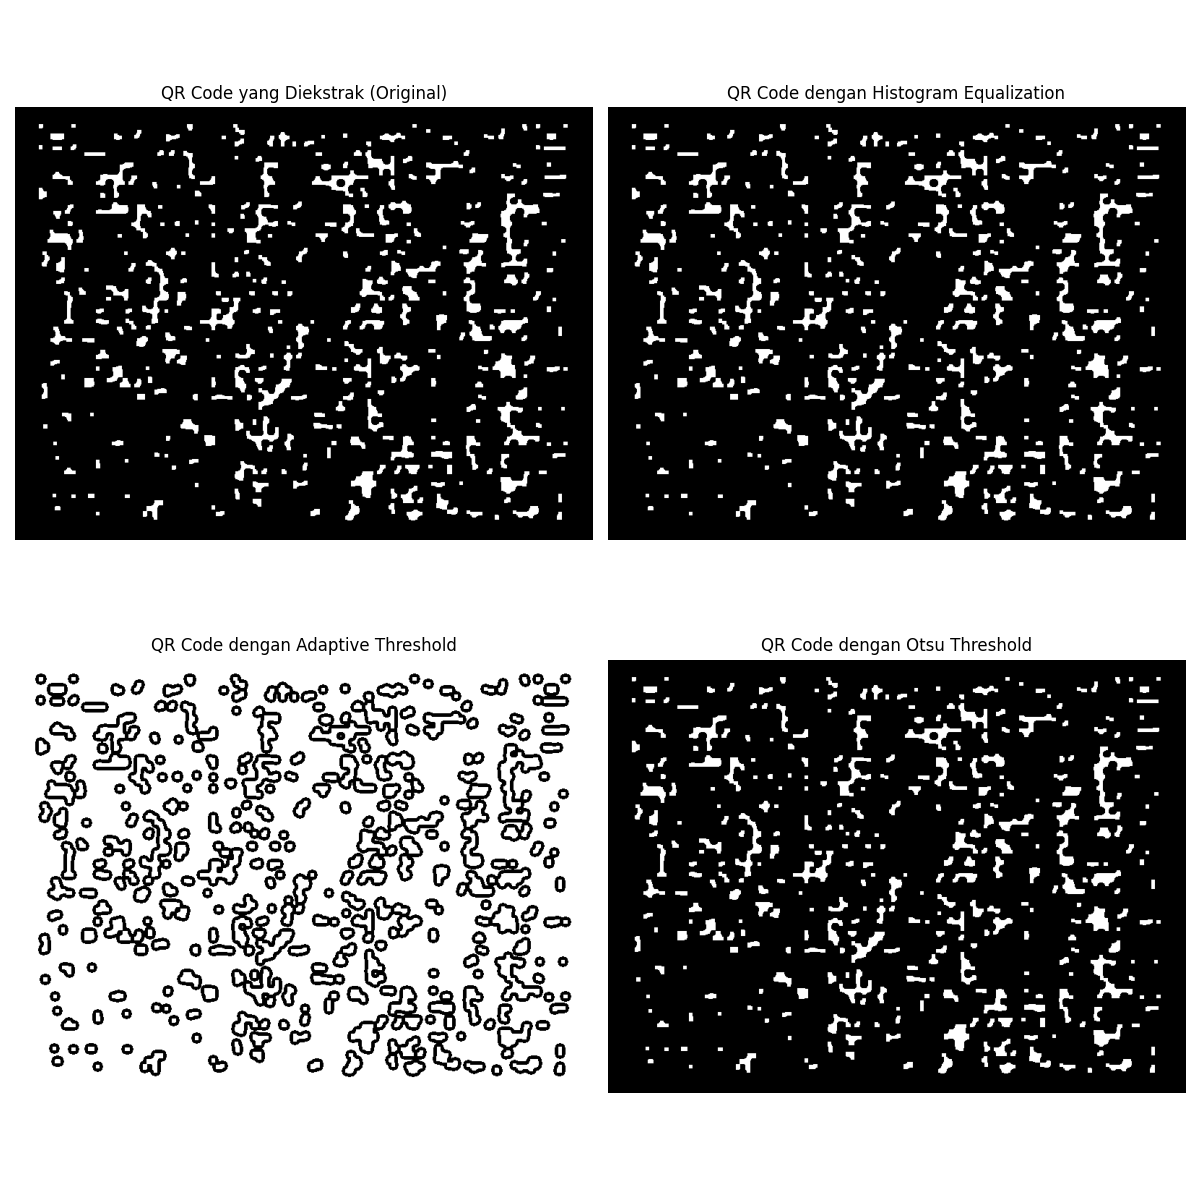 QR Code yang Diekstrak (Original)
QR Code dengan Histogram Equalization
QR Code dengan Adaptive Threshold
QR Code dengan Otsu Threshold